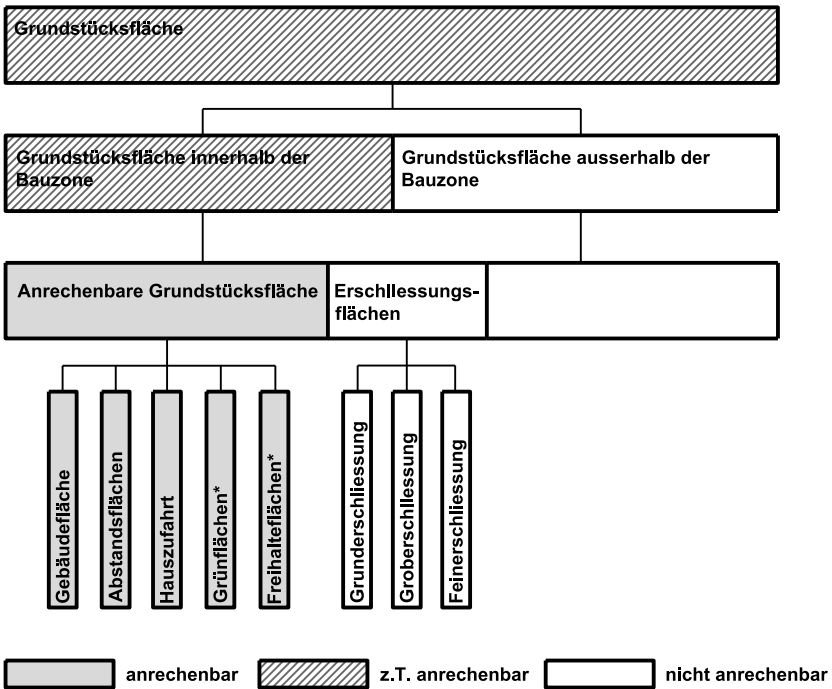 Grundstücksfläche
Grundstücksfläche innerhalb der
Bauzone
Grundstücksfläche ausserhalb der
Bauzone
Anrechenbare Grundstücksfläche
Erschliessungs-
flächen
Gebäudefläche
Abstandsflächen
Hauszufahrt
Grünflächen*
Freihalteflächen*
Grunderschliessung
Groberschliessung
Feinerschliessung
anrechenbar
z.T. anrechenbar
nicht anrechenbar